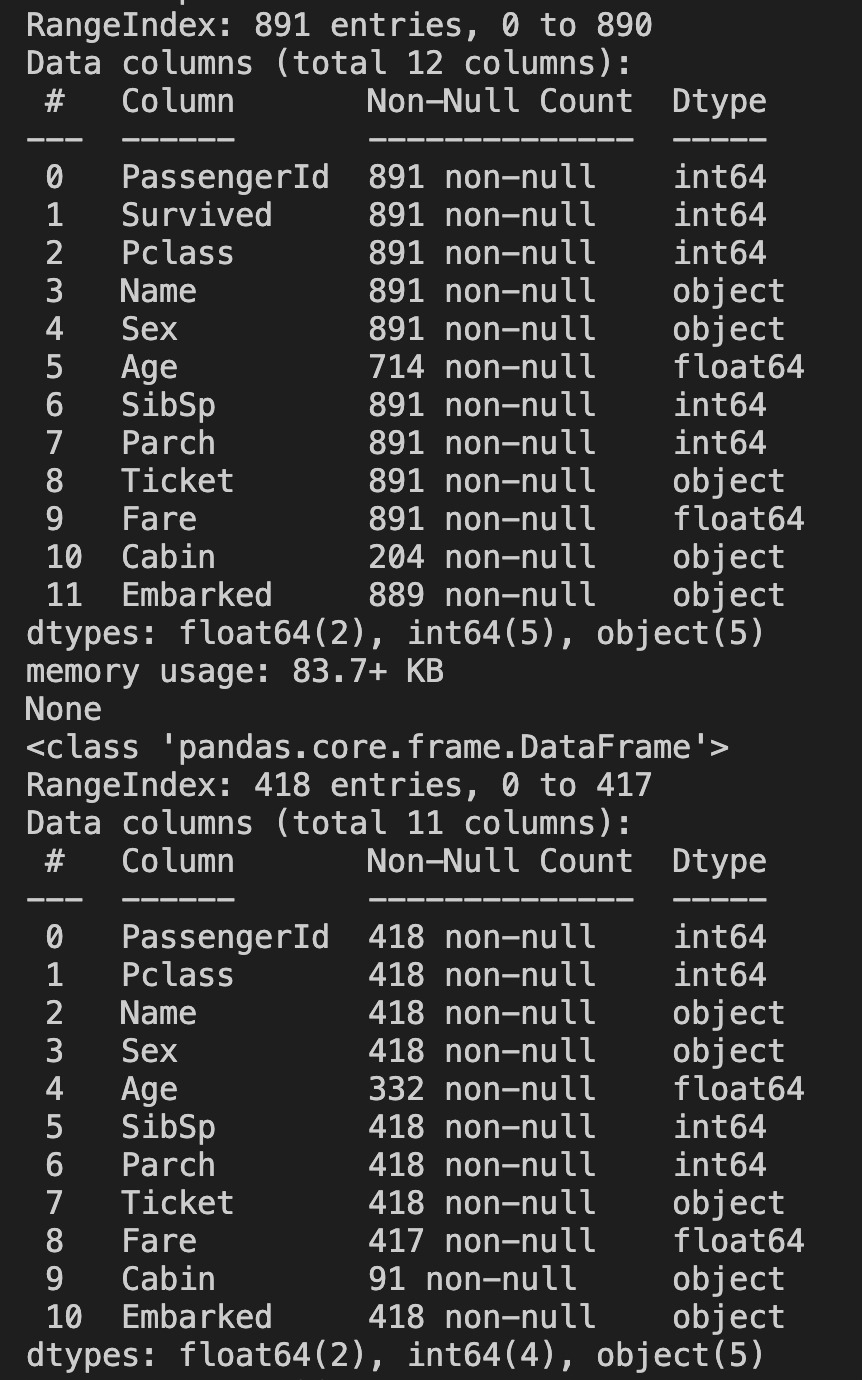 RangeIndex: 891 entries, 0 to 890
Data columns (total 12 columns):
 #   Column       Non-Null Count  Dtype
---  ------       --------------  -----
 0   PassengerId  891 non-null    int64
 1   Survived     891 non-null    int64
 2   Pclass       891 non-null    int64
 3   Name         891 non-null    object
 4   Sex          891 non-null    object
 5   Age          714 non-null    float64
 6   SibSp        891 non-null    int64
 7   Parch        891 non-null    int64
 8   Ticket       891 non-null    object
 9   Fare         891 non-null    float64
 10  Cabin        204 non-null    object
 11  Embarked     889 non-null    object
dtypes: float64(2), int64(5), object(5)
memory usage: 83.7+ KB
None
<class 'pandas.core.frame.DataFrame'>
RangeIndex: 418 entries, 0 to 417
Data columns (total 11 columns):
 #   Column       Non-Null Count  Dtype
---  ------       --------------  -----
 0   PassengerId  418 non-null    int64
 1   Pclass       418 non-null    int64
 2   Name         418 non-null    object
 3   Sex          418 non-null    object
 4   Age          332 non-null    float64
 5   SibSp        418 non-null    int64
 6   Parch        418 non-null    int64
 7   Ticket       418 non-null    object
 8   Fare         417 non-null    float64
 9   Cabin        91 non-null     object
 10  Embarked     418 non-null    object
dtypes: float64(2), int64(4), object(5)